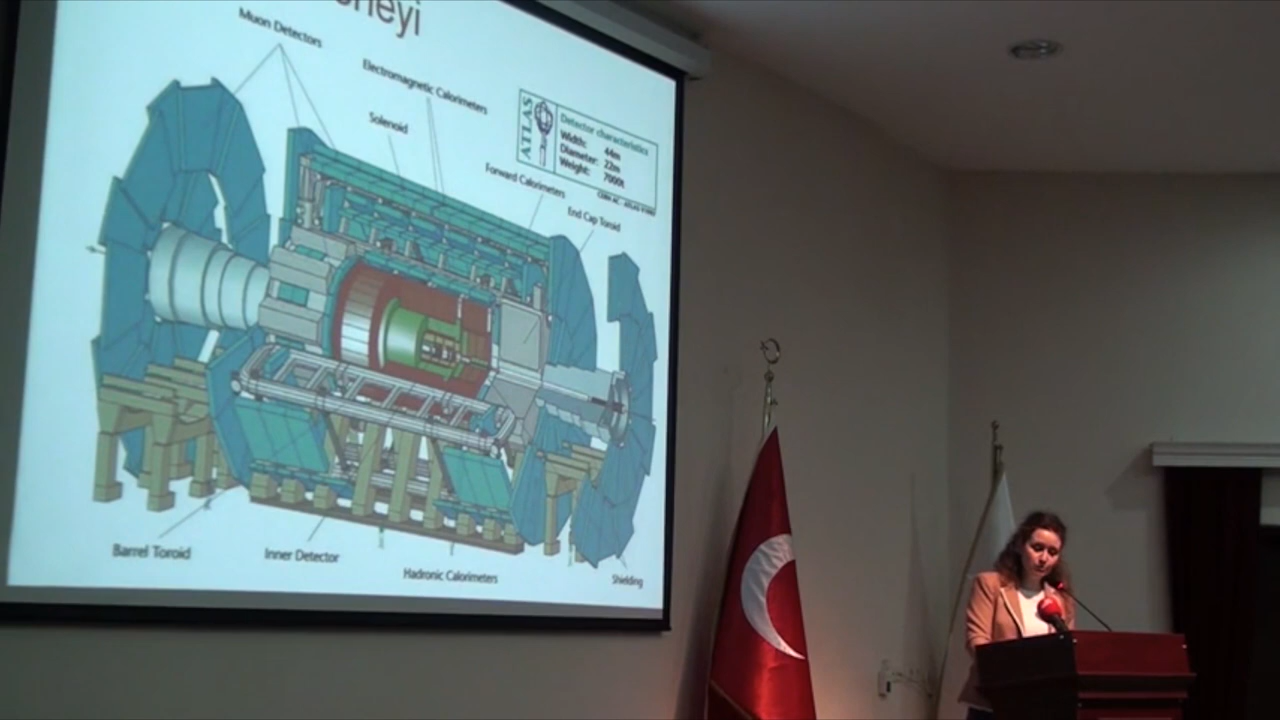 Muon Detectors
Electromagnetic Calorimeters
Solenoid
Forward Calorimeters
End Cap Toroid
ATLAS
Detector characteristics
Width: 44m
Diameter: 22m
Weight: 7000t
Barrel Toroid
Inner Detector
Hadronic Calorimeters
Shielding